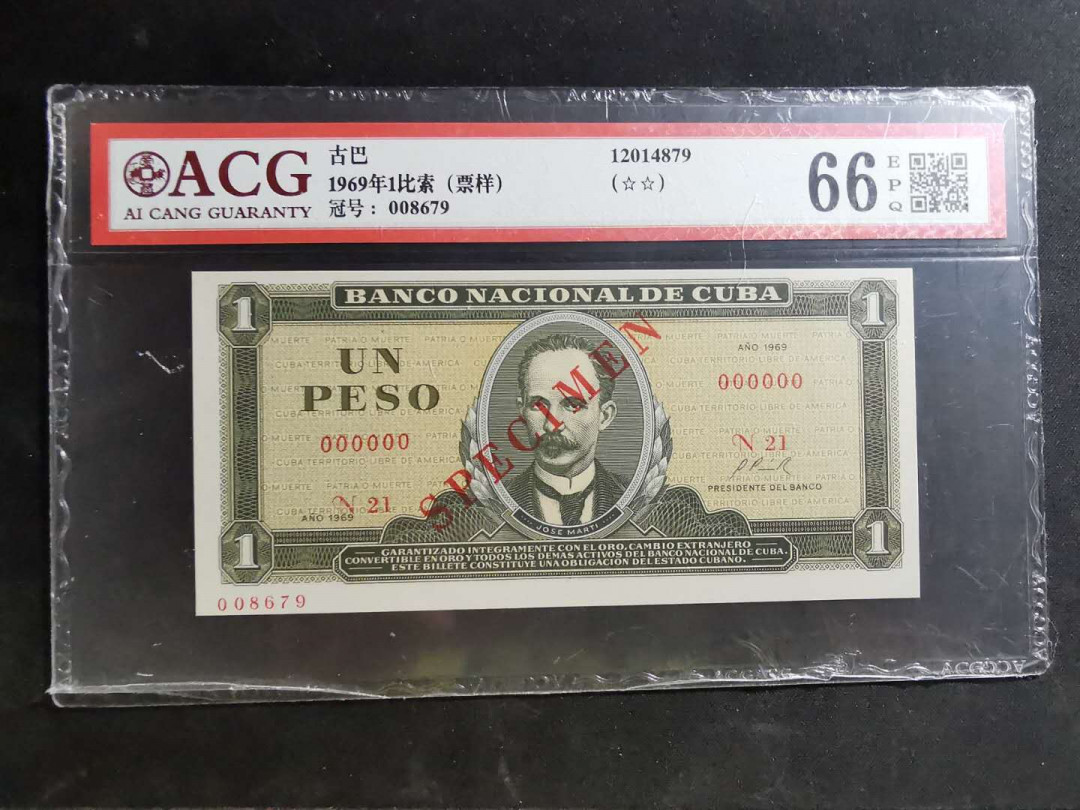 ACG
AI CANG GUARANTY
古巴
1969年1比索（票样）
冠号： 008679
12014879
(☆☆)
66
E
P
Q
BANCO NACIONAL DE CUBA
1
1
UN
PESO
AÑO 1969
000000
000000
SPECIMEN
N 21
N 21
PRESIDENTE DEL BANCO
AÑO 1969
JOSE MARTI
1
1
GARANTIZADO INTEGRAMENTE CON EL ORO, CAMBIO EXTRANJERO
CONVERTIBLE EN ORO Y TODOS LOS DEMAS ACTIVOS DEL BANCO NACIONAL DE CUBA.
ESTE BILLETE CONSTITUYE UNA OBLIGACION DEL ESTADO CUBANO.
008679